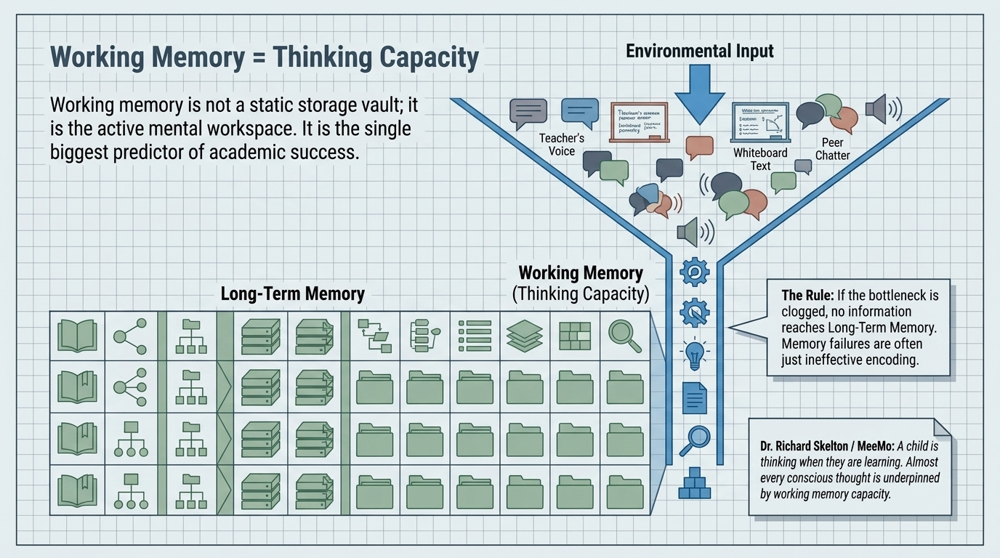 Working Memory = Thinking Capacity
Working memory is not a static storage vault; it
is the active mental workspace. It is the single
biggest predictor of academic success.
Environmental Input
Teacher's
Voice
Whiteboard
Text
Peer
Chatter
Long-Term Memory
Working Memory
(Thinking Capacity)
The Rule: If the bottleneck is
clogged, no information
reaches Long-Term Memory.
Memory failures are often
just ineffective encoding.
Dr. Richard Skelton / MeeMo: A child is
thinking when they are learning. Almost
every conscious thought is underpinned
by working memory capacity.